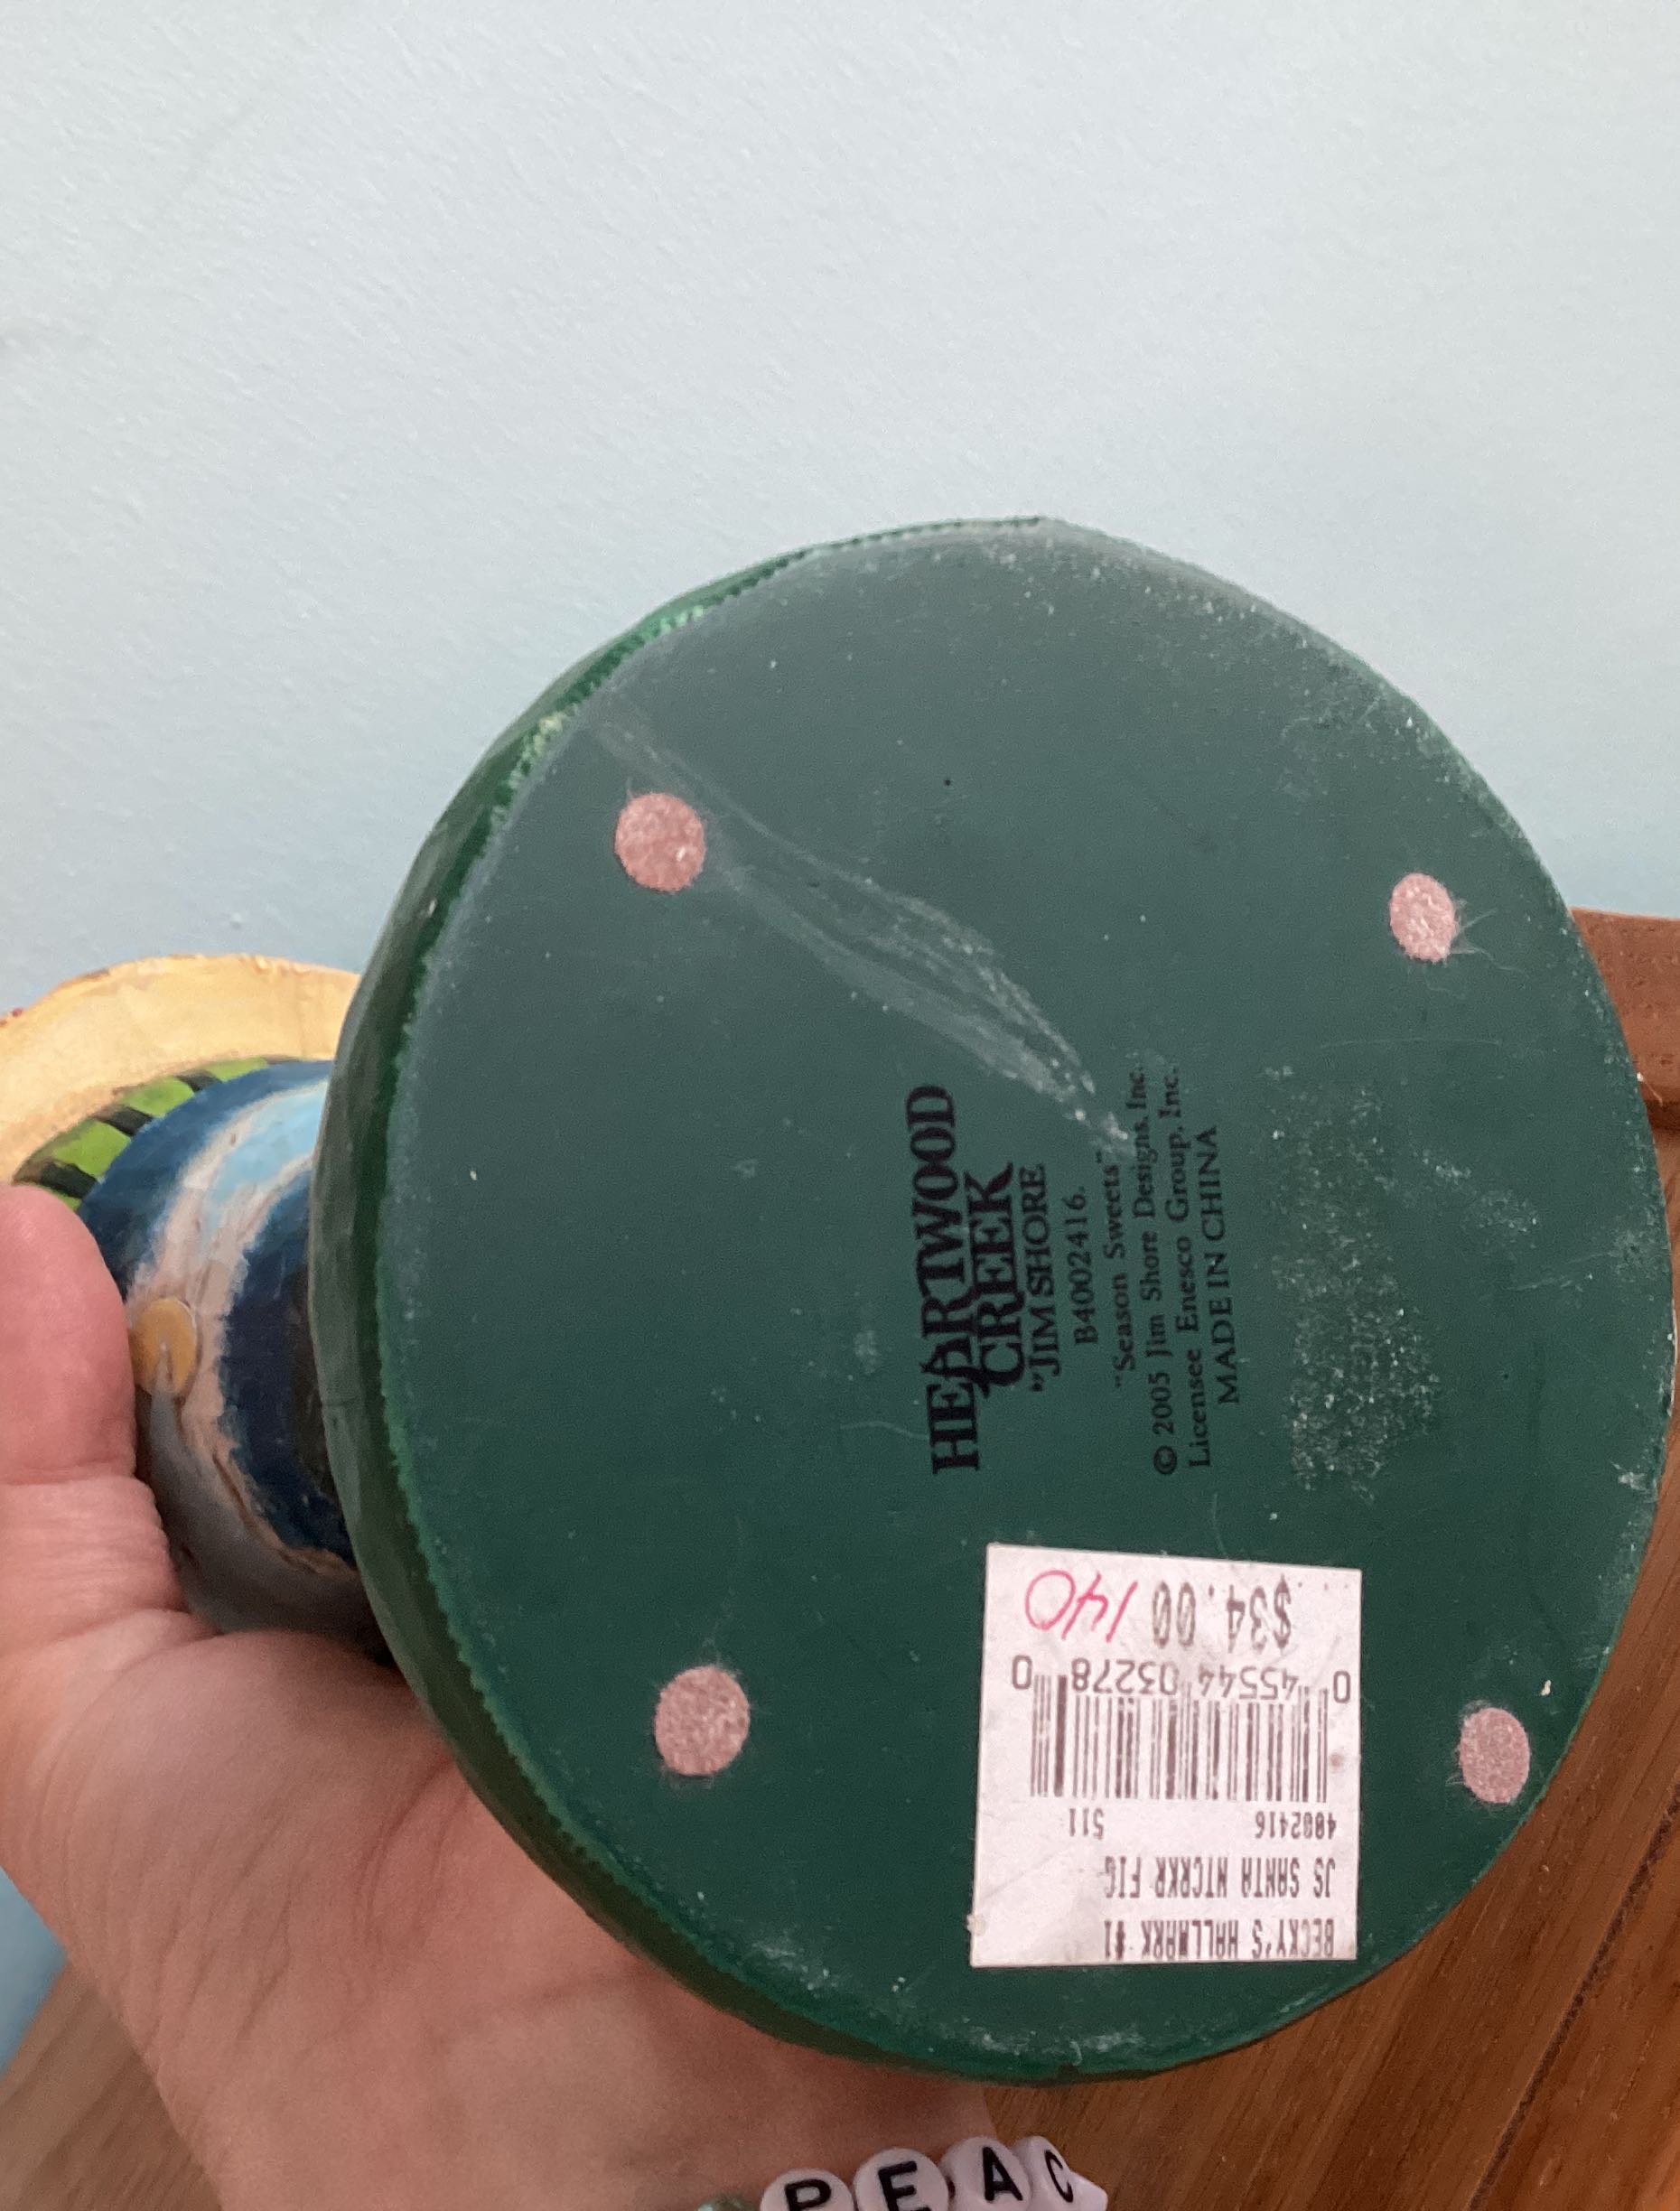 HEARTWOOD
CREEK
"JIM SHORE
B4002416.
"Season Sweets"
© 2005 Jim Shore Designs, Inc.
Licensee Enesco Group, Inc.
MADE IN CHINA
BECKY'S HALLMARK #1
JS SANTA NTCRKR FIG
4002416 511
0 45544 03278 0
$34.00 140
PEAC